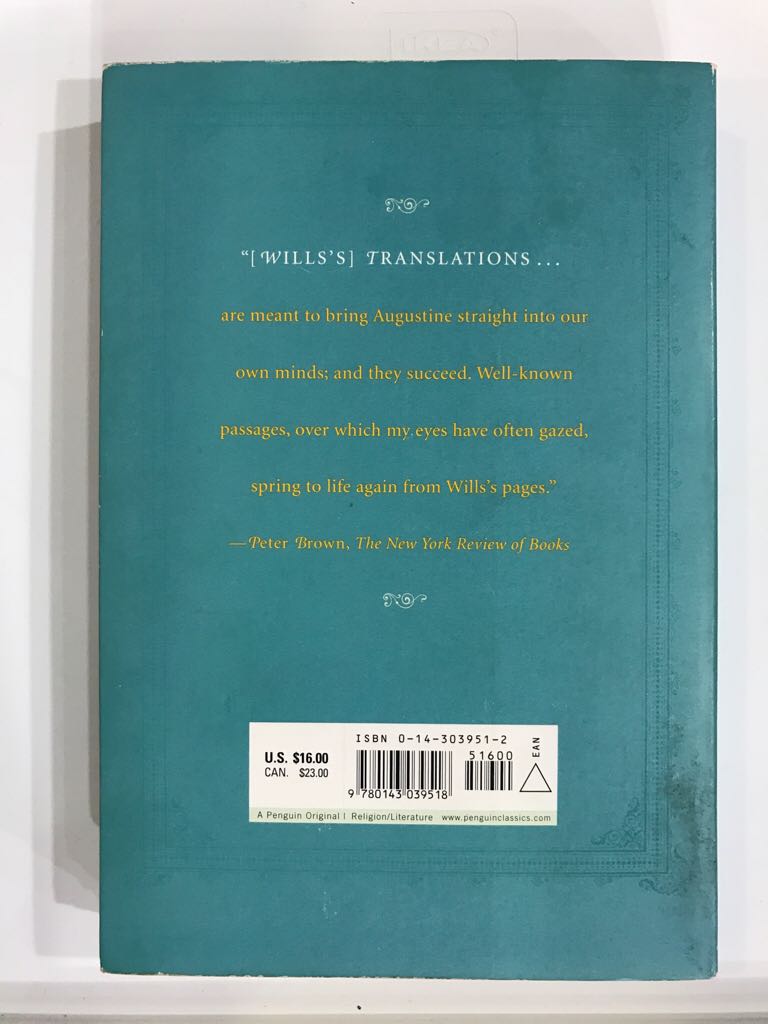 IKEA
“[WILLS'S] TRANSLATIONS...
are meant to bring Augustine straight into our
own minds; and they succeed. Well-known
passages, over which my eyes have often gazed,
spring to life again from Wills's pages.”
—Peter Brown, The New York Review of Books
ISBN 0-14-303951-2
51600
EAN
U.S. $16.00
CAN. $23.00
9 780143 039518
A Penguin Original | Religion/Literature www.penguinclassics.com